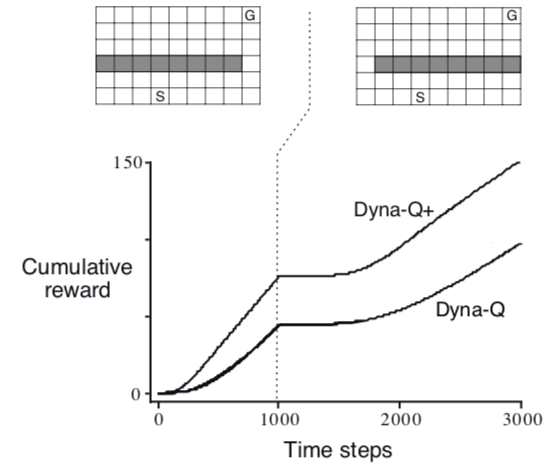 G
S
G
S
150
Dyna-Q+
Cumulative
reward
Dyna-Q
0
0 1000 2000 3000
Time steps